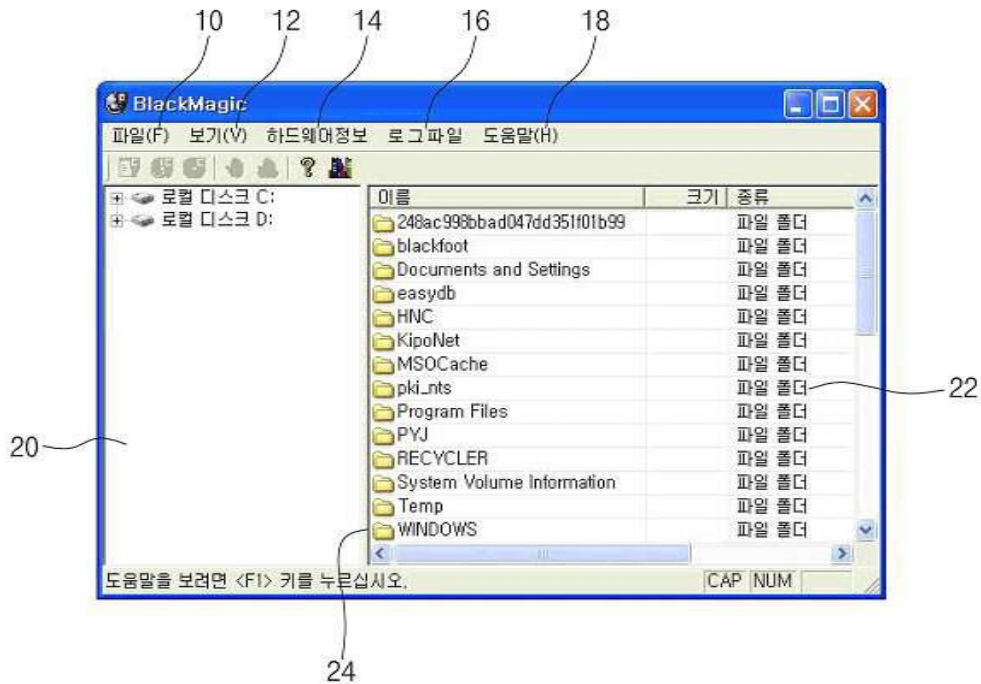 10 12 14 16 18
BlackMagic
파일(F) 보기(V) 하드웨어정보 로그파일 도움말(H)
로컬 디스크 C:
로컬 디스크 D:
이름 크기 종류
248ac998bbad047dd351f01b99 파일 폴더
blackfoot 파일 폴더
Documents and Settings 파일 폴더
easydb 파일 폴더
HNC 파일 폴더
KipoNet 파일 폴더
MSOCache 파일 폴더
pki_nts 파일 폴더 22
Program Files 파일 폴더
20 PYJ 파일 폴더
RECYCLER 파일 폴더
System Volume Information 파일 폴더
Temp 파일 폴더
WINDOWS 파일 폴더
도움말을 보려면 <F1> 키를 누르십시오. CAP NUM
24